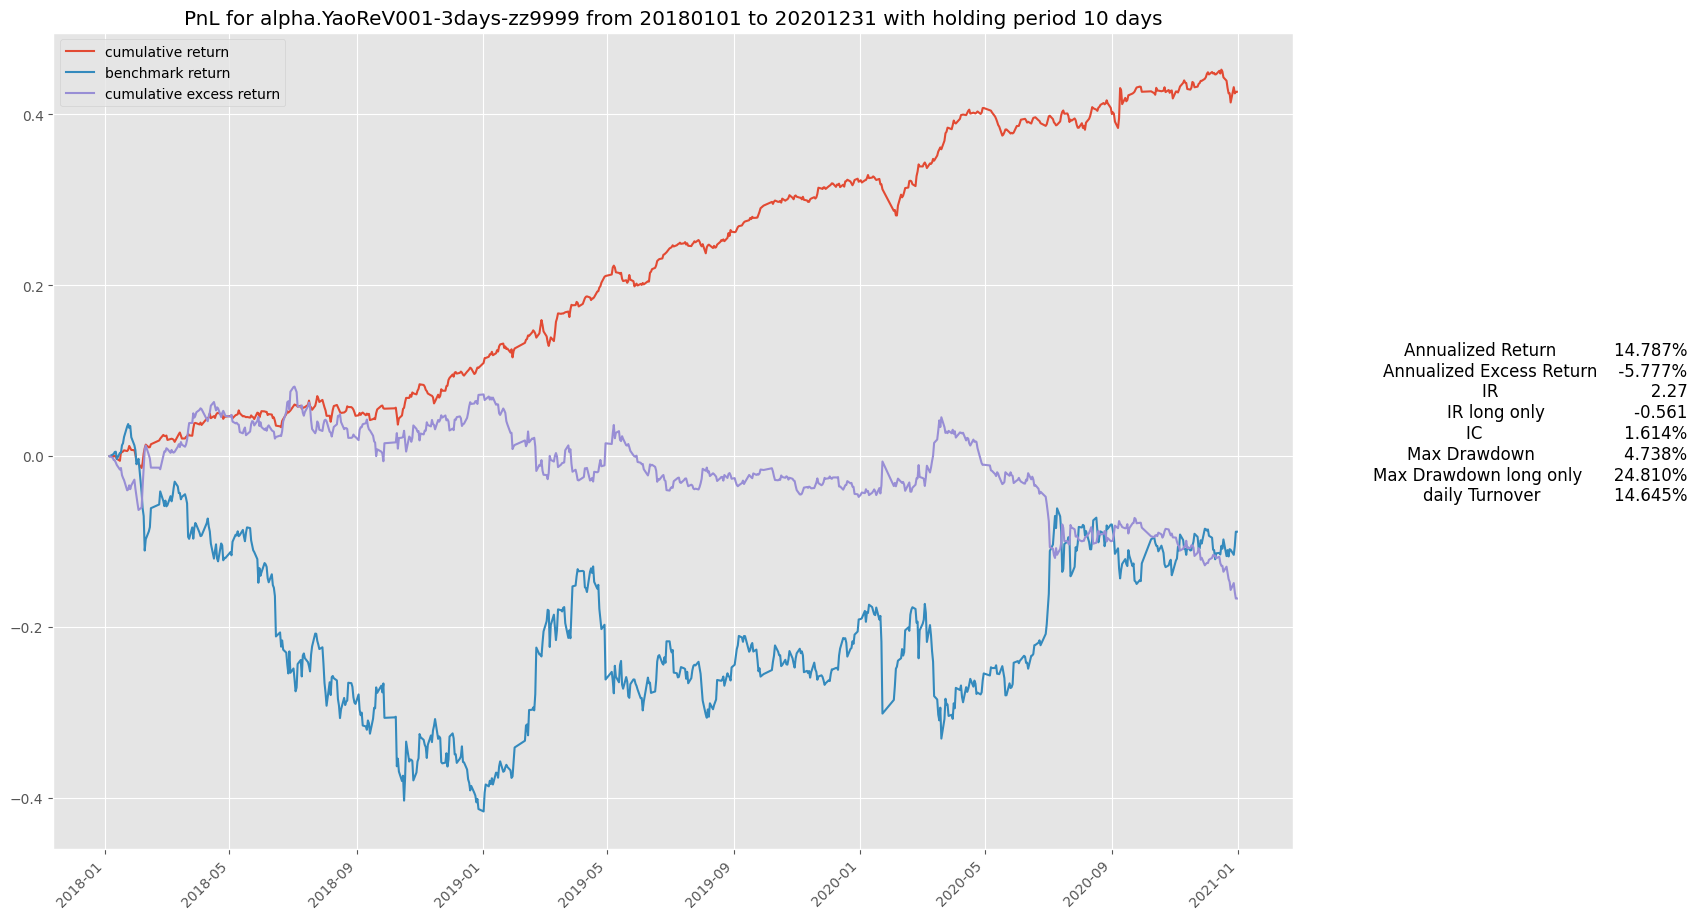 PnL for alpha.YaoReV001-3days-zz9999 from 20180101 to 20201231 with holding period 10 days
cumulative return
benchmark return
cumulative excess return
0.4
0.2
0.0
−0.2
−0.4
2018-01
2018-05
2018-09
2019-01
2019-05
2019-09
2020-01
2020-05
2020-09
2021-01
Annualized Return 14.787%
Annualized Excess Return -5.777%
IR 2.27
IR long only -0.561
IC 1.614%
Max Drawdown 4.738%
Max Drawdown long only 24.810%
daily Turnover 14.645%